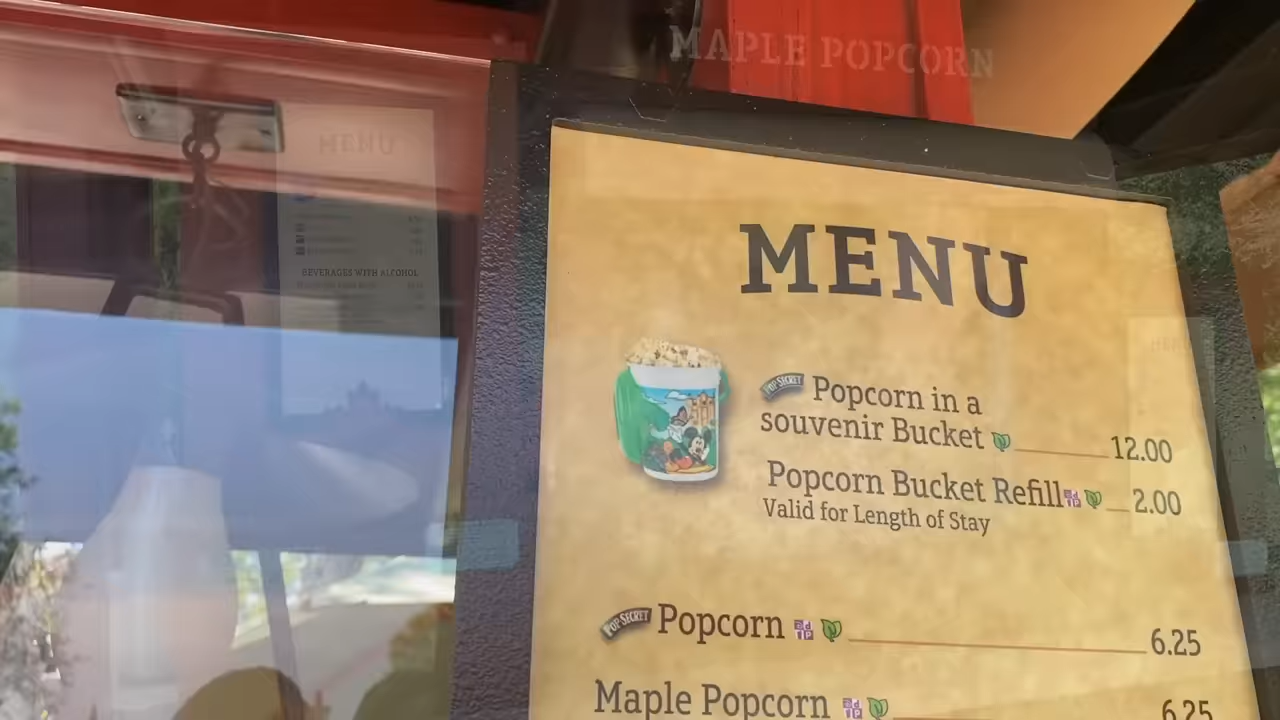 MAPLE POPCORN
MENU
BEVERAGES WITH ALCOHOL
MENU
POP SECRET Popcorn in a
souvenir Bucket 12.00
Popcorn Bucket Refill 2.00
Valid for Length of Stay
POP SECRET Popcorn 6.25
Maple Popcorn 6.25